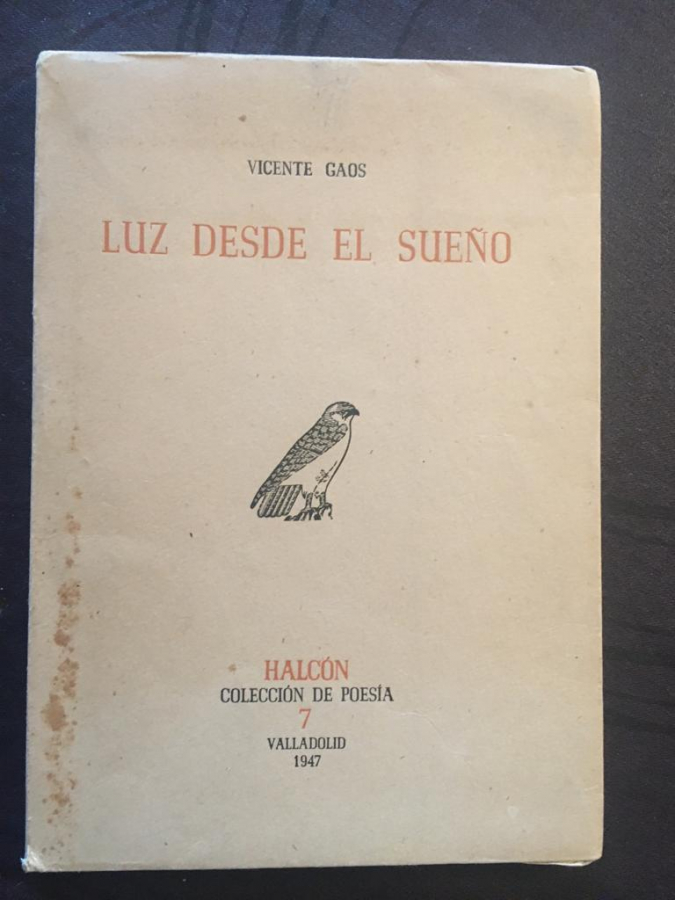 VICENTE GAOS
LUZ DESDE EL SUEÑO
HALCÓN
COLECCIÓN DE POESÍA
7
VALLADOLID
1947